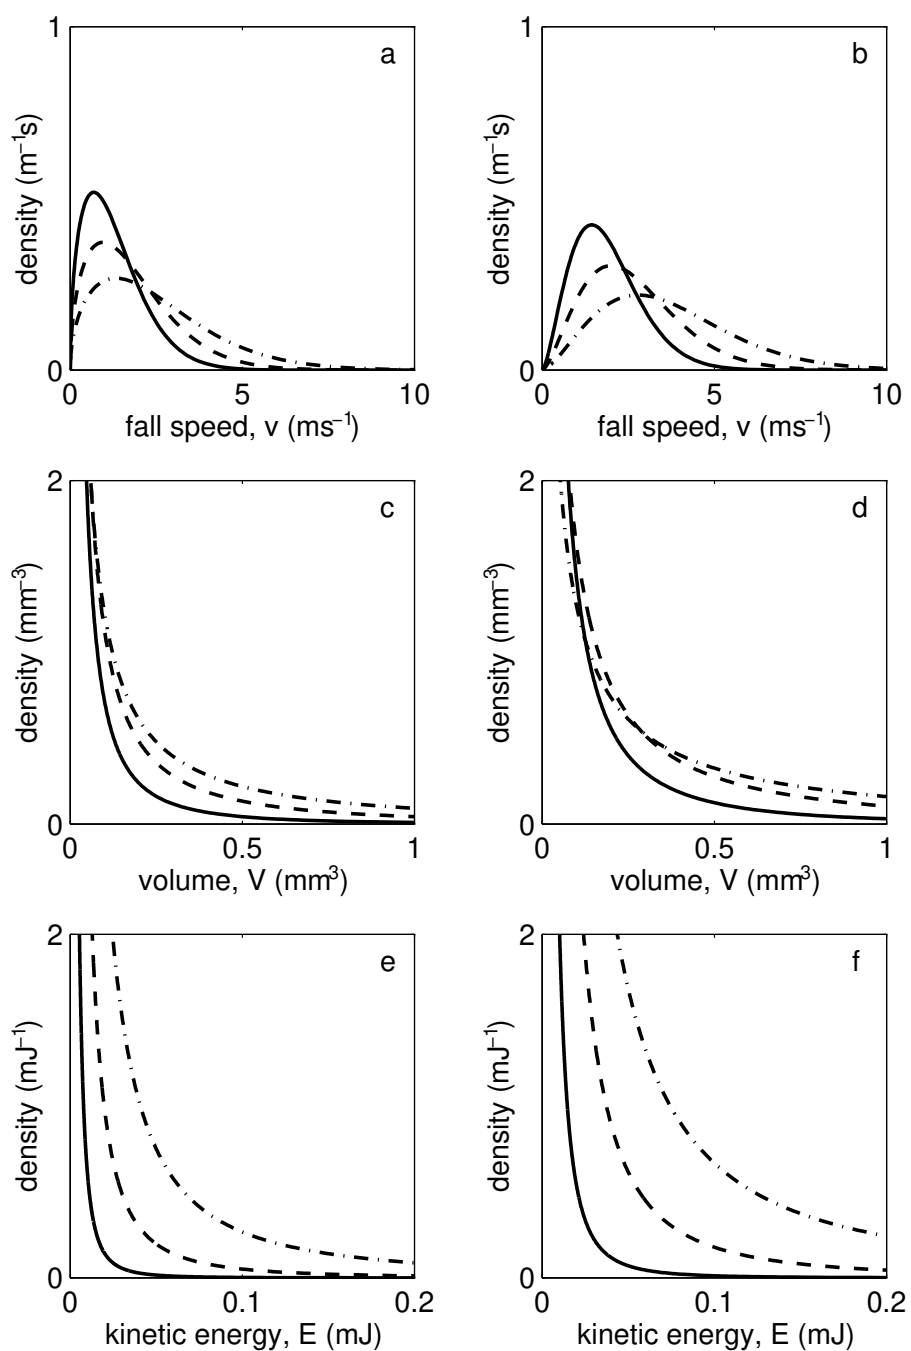 1
a
density (m⁻¹s)
0
0
5
10
fall speed, v (ms⁻¹)
1
b
density (m⁻¹s)
0
0
5
10
fall speed, v (ms⁻¹)
2
c
density (mm⁻³)
0
0
0.5
1
volume, V (mm³)
2
d
density (mm⁻³)
0
0
0.5
1
volume, V (mm³)
2
e
density (mJ⁻¹)
0
0
0.1
0.2
kinetic energy, E (mJ)
2
f
density (mJ⁻¹)
0
0
0.1
0.2
kinetic energy, E (mJ)